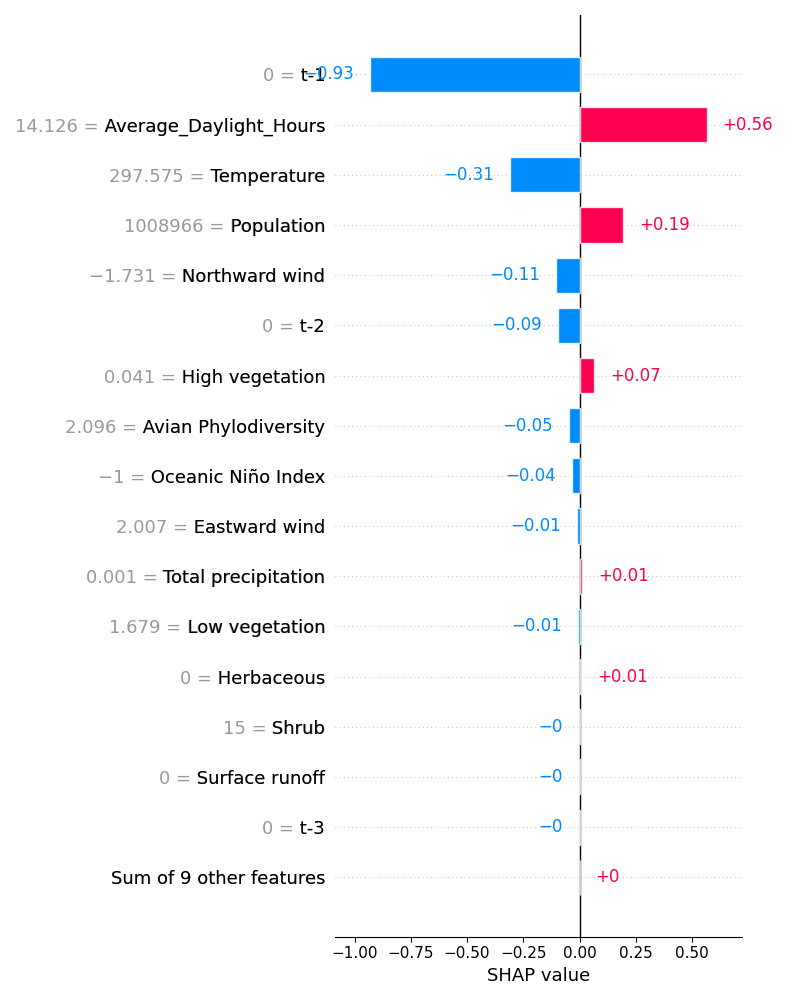 0 = t-1 −0.93
14.126 = Average_Daylight_Hours +0.56
297.575 = Temperature −0.31
1008966 = Population +0.19
−1.731 = Northward wind −0.11
0 = t-2 −0.09
0.041 = High vegetation +0.07
2.096 = Avian Phylodiversity −0.05
−1 = Oceanic Niño Index −0.04
2.007 = Eastward wind −0.01
0.001 = Total precipitation +0.01
1.679 = Low vegetation −0.01
0 = Herbaceous +0.01
15 = Shrub −0
0 = Surface runoff −0
0 = t-3 −0
Sum of 9 other features +0
−1.00 −0.75 −0.50 −0.25 0.00 0.25 0.50
SHAP value